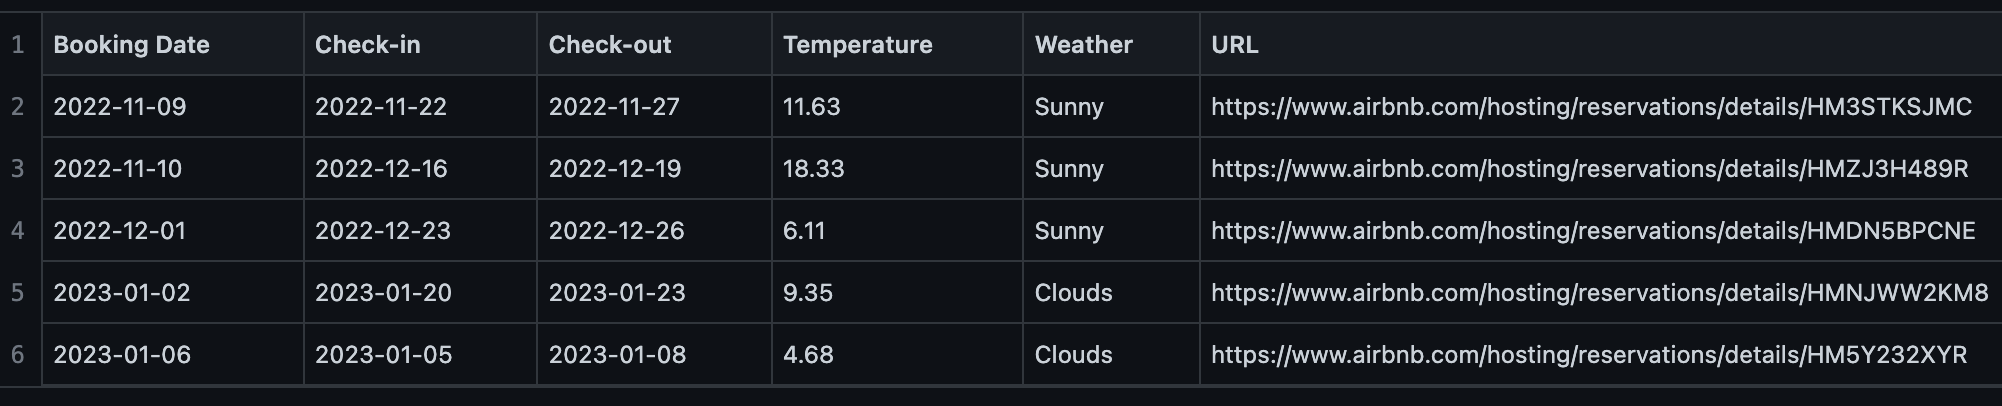 1 Booking Date Check-in Check-out Temperature Weather URL
2 2022-11-09 2022-11-22 2022-11-27 11.63 Sunny https://www.airbnb.com/hosting/reservations/details/HM3STKSJMC
3 2022-11-10 2022-12-16 2022-12-19 18.33 Sunny https://www.airbnb.com/hosting/reservations/details/HMZJ3H489R
4 2022-12-01 2022-12-23 2022-12-26 6.11 Sunny https://www.airbnb.com/hosting/reservations/details/HMDN5BPCNE
5 2023-01-02 2023-01-20 2023-01-23 9.35 Clouds https://www.airbnb.com/hosting/reservations/details/HMNJWW2KM8
6 2023-01-06 2023-01-05 2023-01-08 4.68 Clouds https://www.airbnb.com/hosting/reservations/details/HM5Y232XYR